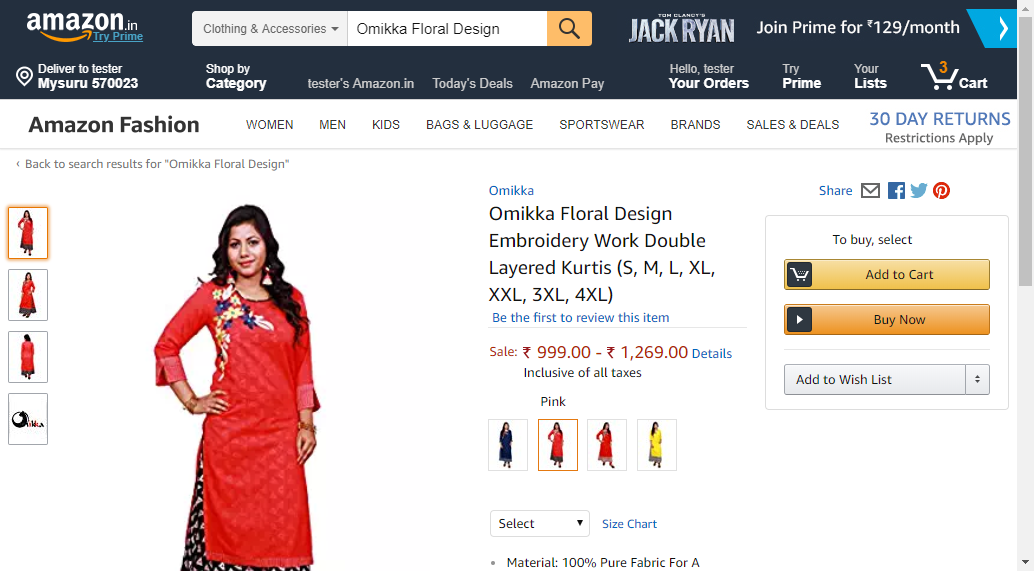 amazon.in
Try Prime
Clothing & Accessories
Omikka Floral Design
TOM CLANCY'S
JACK RYAN
Join Prime for ₹129/month
Deliver to tester
Mysuru 570023
Shop by
Category
tester's Amazon.in
Today's Deals
Amazon Pay
Hello, tester
Your Orders
Try
Prime
Your
Lists
3
Cart
Amazon Fashion
WOMEN
MEN
KIDS
BAGS & LUGGAGE
SPORTSWEAR
BRANDS
SALES & DEALS
30 DAY RETURNS
Restrictions Apply
‹ Back to search results for "Omikka Floral Design"
Omikka
Omikka Floral Design
Embroidery Work Double
Layered Kurtis (S, M, L, XL,
XXL, 3XL, 4XL)
Be the first to review this item
Sale: ₹ 999.00 - ₹ 1,269.00 Details
Inclusive of all taxes
Pink
Select
Size Chart
• Material: 100% Pure Fabric For A
Share
To buy, select
Add to Cart
Buy Now
Add to Wish List
Omikka